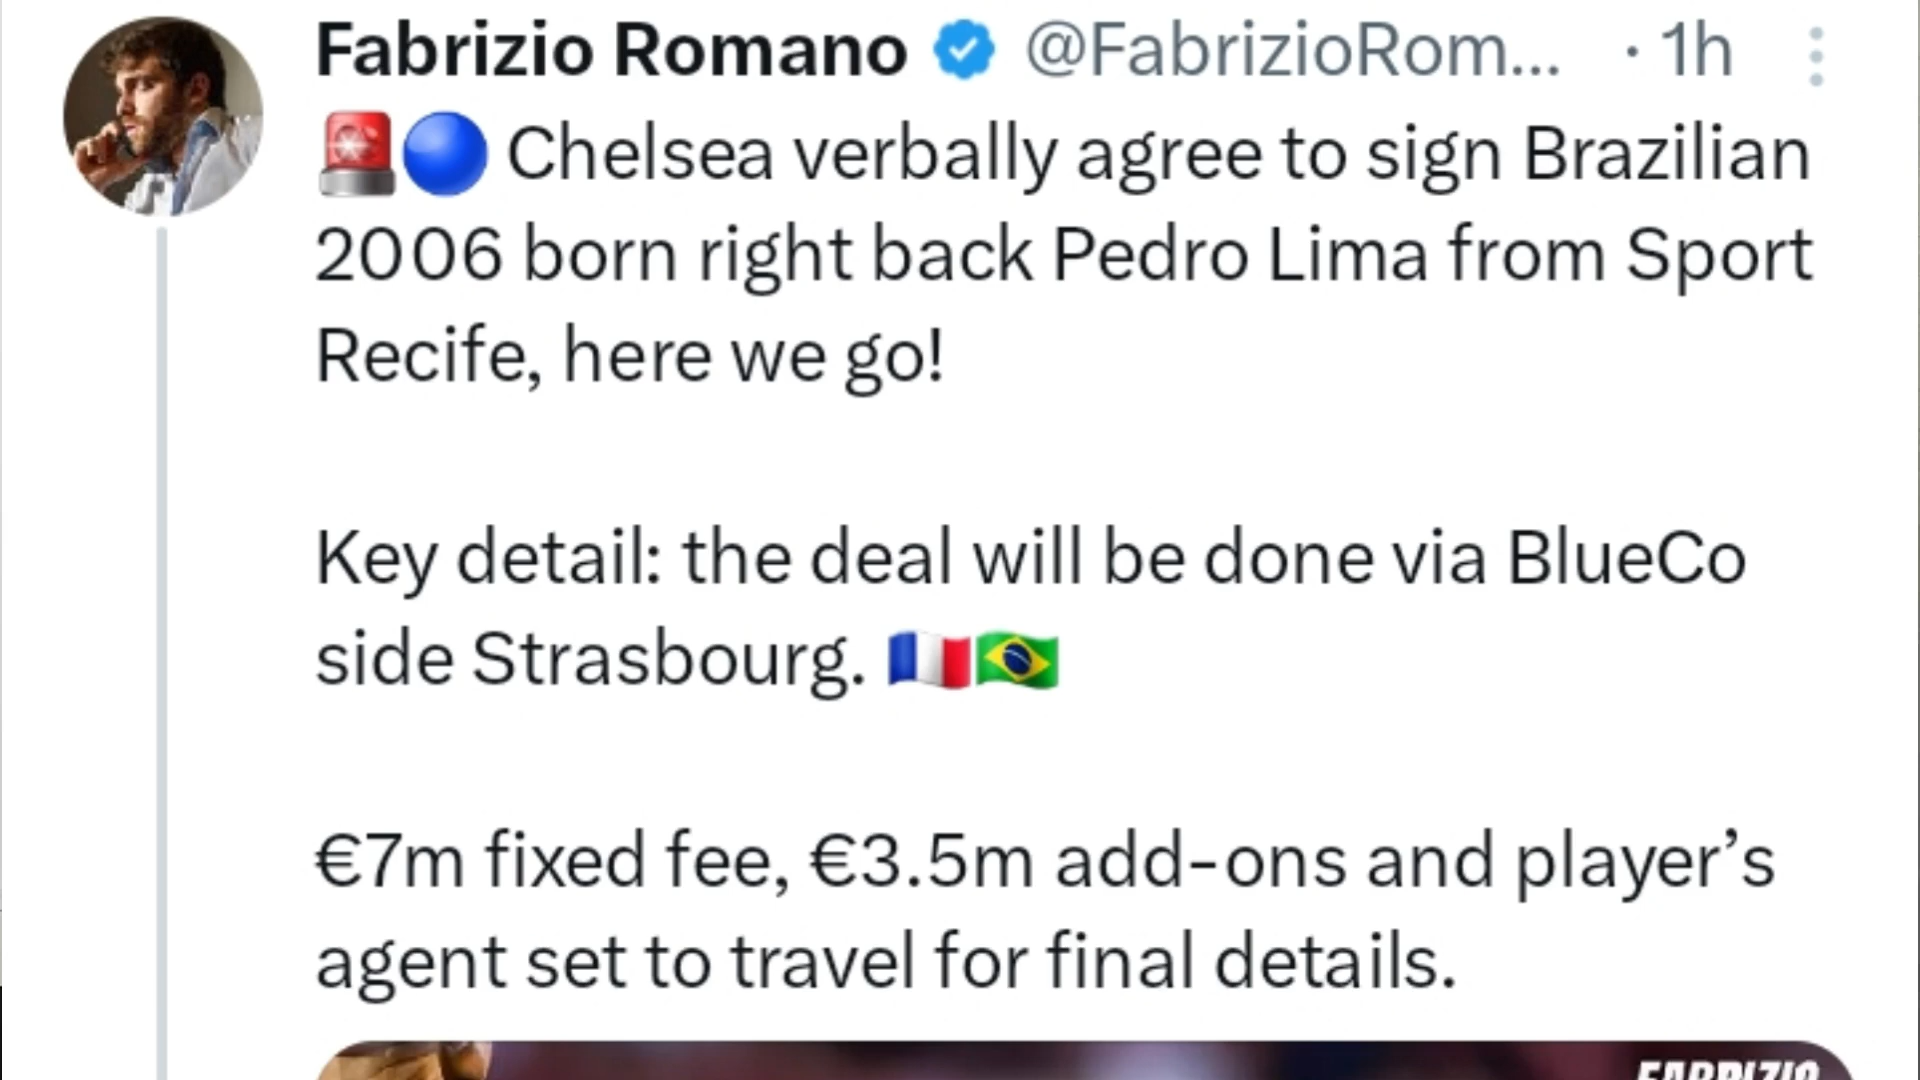 Fabrizio Romano @FabrizioRom... · 1h
🚨🔵 Chelsea verbally agree to sign Brazilian
2006 born right back Pedro Lima from Sport
Recife, here we go!
Key detail: the deal will be done via BlueCo
side Strasbourg. 🇫🇷🇧🇷
€7m fixed fee, €3.5m add-ons and player’s
agent set to travel for final details.
FABRIZIO